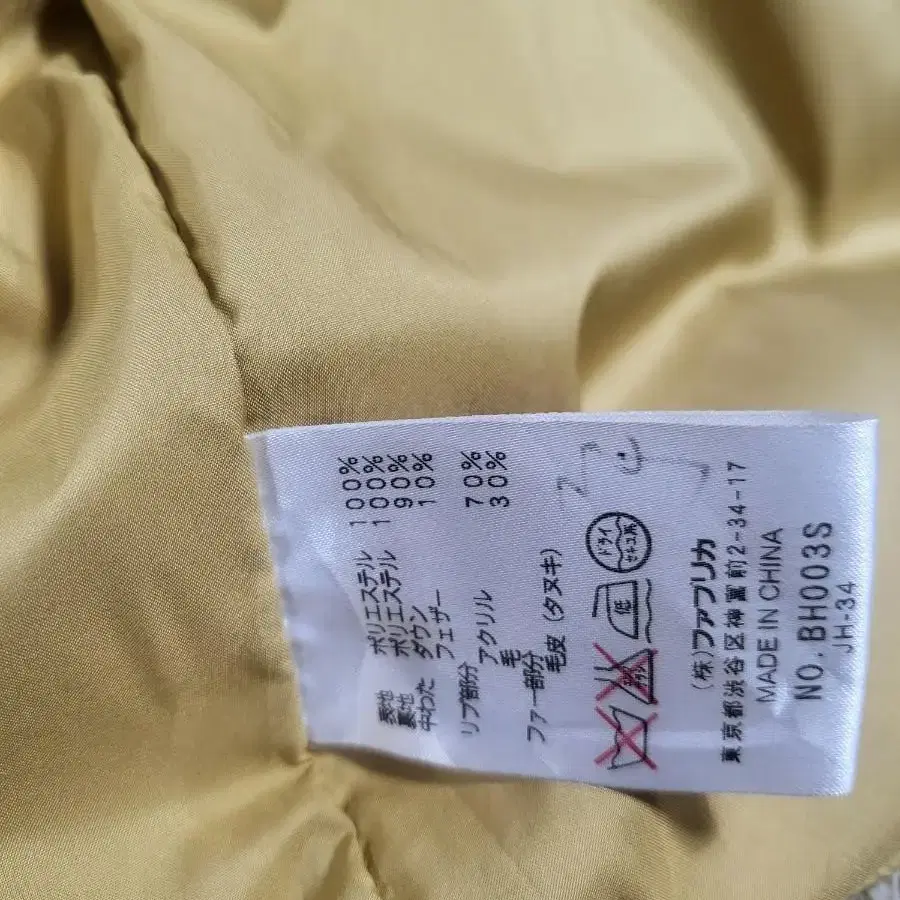 表地 ポリエステル 100%
裏地 ポリエステル 100%
中わた ダウン 90%
フェザー 10%
リブ部分
アクリル 70%
毛 30%
ファー部分
毛皮 (タヌキ)
低
ドライ
セキユ系
(株)ファブリカ
東京都渋谷区神宮前2-34-17
MADE IN CHINA
NO.BH003S
JH-34